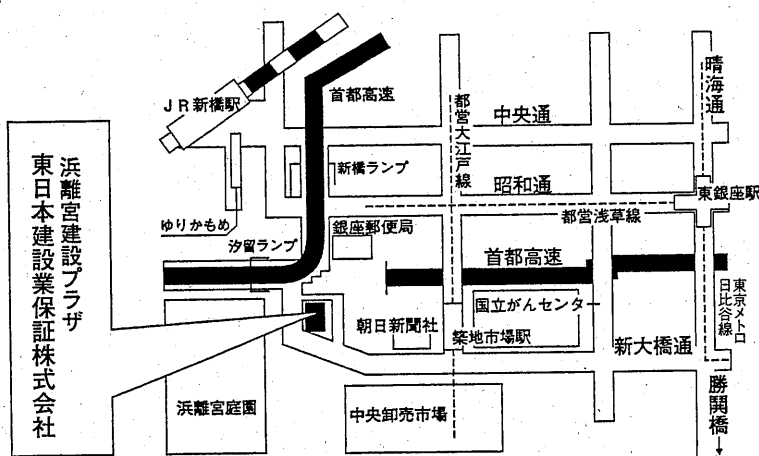 浜離宮建設プラザ
東日本建設業保証株式会社
JR新橋駅
首都高速
都営大江戸線
中央通
晴海通
新橋ランプ
昭和通
東銀座駅
ゆりかもめ
都営浅草線
汐留ランプ
銀座郵便局
首都高速
国立がんセンター
東京メトロ
日比谷線
朝日新聞社
築地市場駅
新大橋通
浜離宮庭園
中央卸売市場
勝閧橋